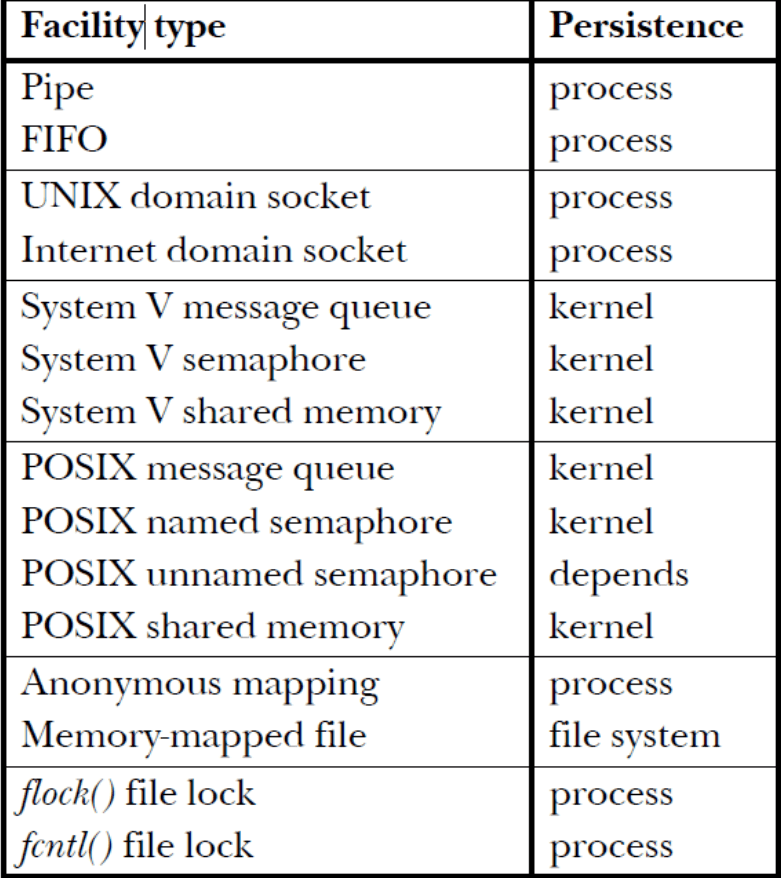 Facility type Persistence
Pipe process
FIFO process
UNIX domain socket process
Internet domain socket process
System V message queue kernel
System V semaphore kernel
System V shared memory kernel
POSIX message queue kernel
POSIX named semaphore kernel
POSIX unnamed semaphore depends
POSIX shared memory kernel
Anonymous mapping process
Memory-mapped file file system
flock() file lock process
fcntl() file lock process